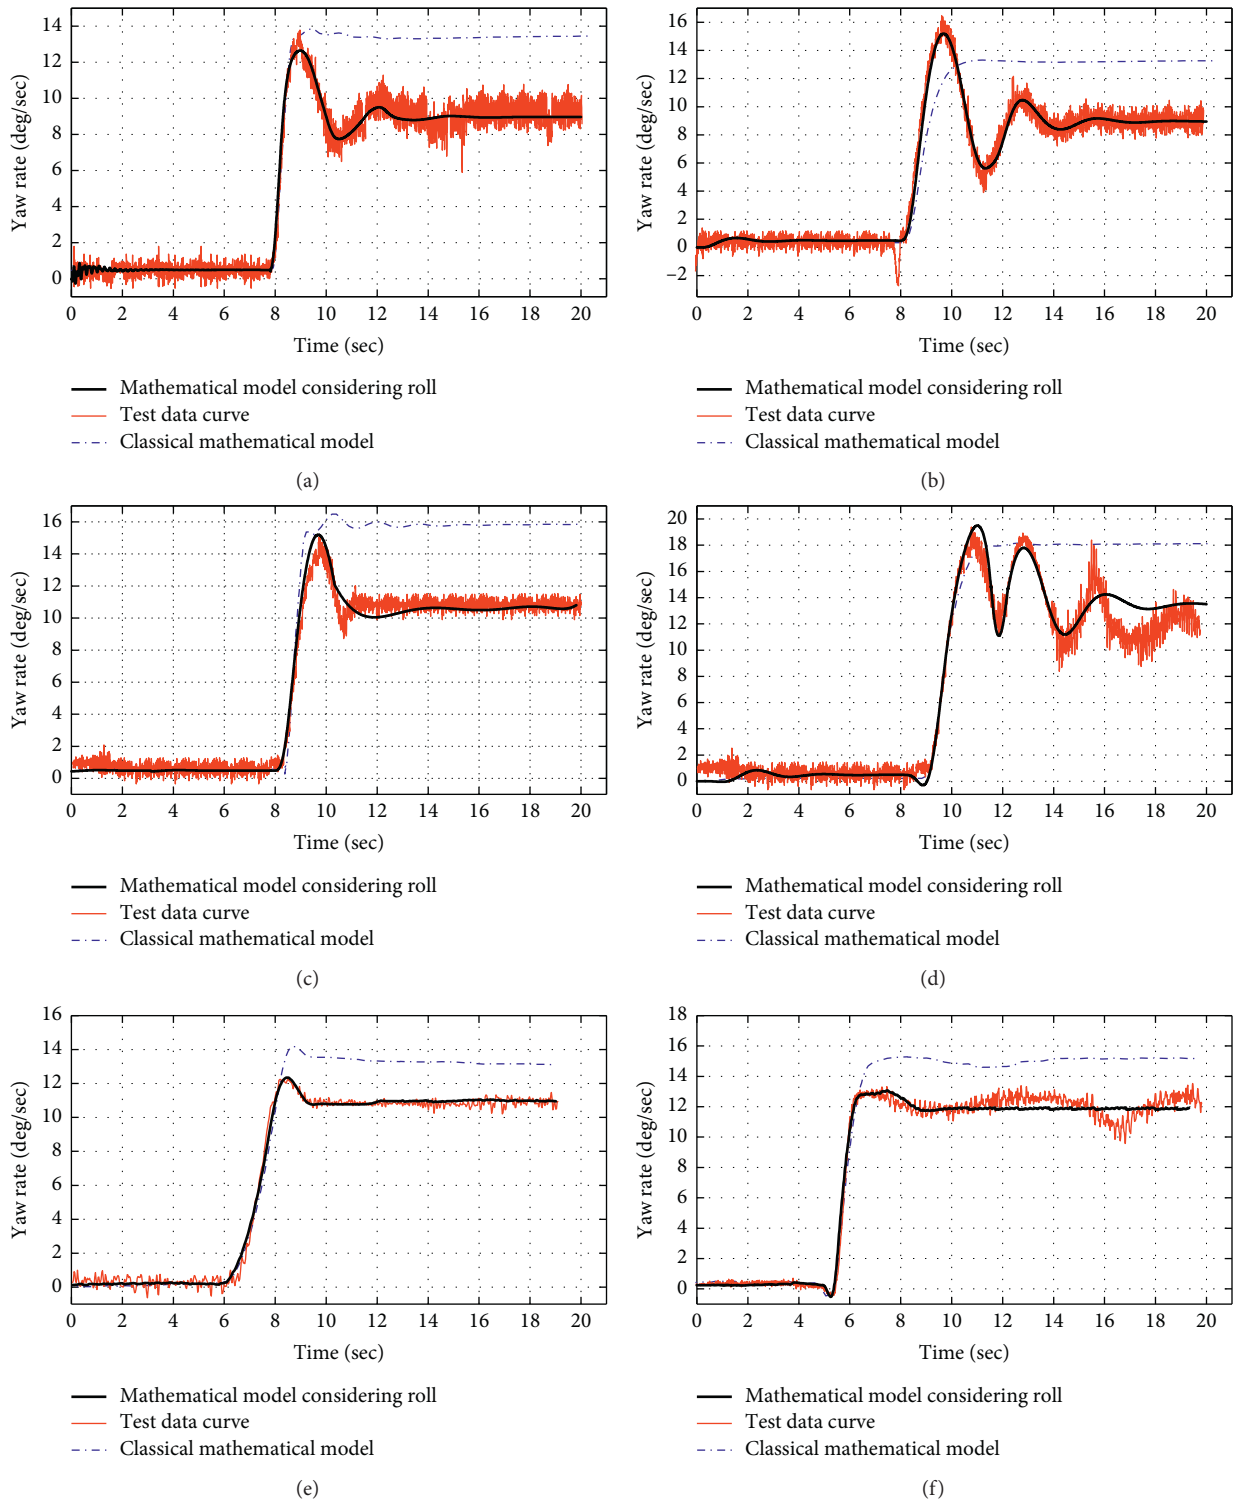 14
12
10
8
6
4
2
0
Yaw rate (deg/sec)
0 2 4 6 8 10 12 14 16 18 20
Time (sec)
Mathematical model considering roll
Test data curve
Classical mathematical model
(a)
16
14
12
10
8
6
4
2
0
–2
Yaw rate (deg/sec)
0 2 4 6 8 10 12 14 16 18 20
Time (sec)
Mathematical model considering roll
Test data curve
Classical mathematical model
(b)
16
14
12
10
8
6
4
2
0
Yaw rate (deg/sec)
0 2 4 6 8 10 12 14 16 18 20
Time (sec)
Mathematical model considering roll
Test data curve
Classical mathematical model
(c)
20
18
16
14
12
10
8
6
4
2
0
Yaw rate (deg/sec)
0 2 4 6 8 10 12 14 16 18 20
Time (sec)
Mathematical model considering roll
Test data curve
Classical mathematical model
(d)
16
14
12
10
8
6
4
2
0
Yaw rate (deg/sec)
0 2 4 6 8 10 12 14 16 18 20
Time (sec)
Mathematical model considering roll
Test data curve
Classical mathematical model
(e)
18
16
14
12
10
8
6
4
2
0
Yaw rate (deg/sec)
0 2 4 6 8 10 12 14 16 18 20
Time (sec)
Mathematical model considering roll
Test data curve
Classical mathematical model
(f)